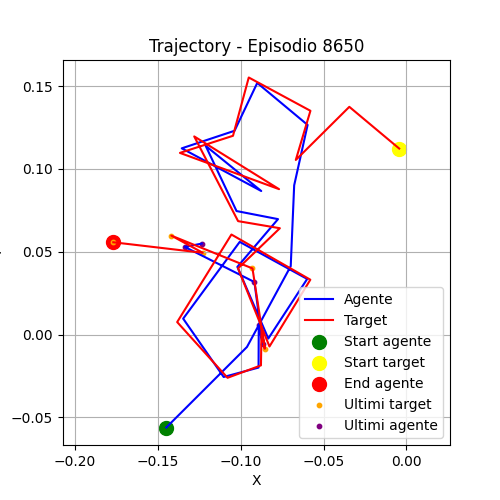 Trajectory - Episodio 8650
0.15
0.10
0.05
0.00
−0.05
−0.20
−0.15
−0.10
−0.05
0.00
X
Agente
Target
Start agente
Start target
End agente
Ultimi target
Ultimi agente